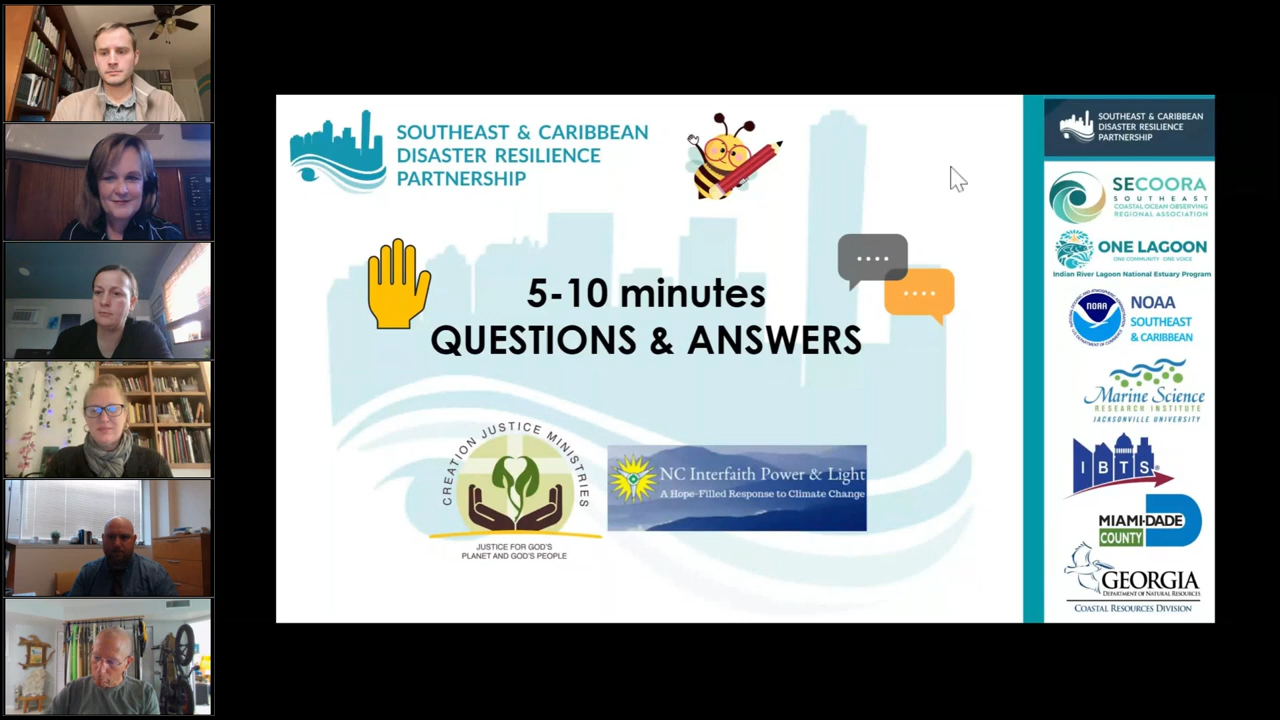 SOUTHEAST & CARIBBEAN
DISASTER RESILIENCE
PARTNERSHIP
5-10 minutes
QUESTIONS & ANSWERS
CREATION JUSTICE MINISTRIES
JUSTICE FOR GOD'S
PLANET AND GOD'S PEOPLE
NC Interfaith Power & Light
A Hope-Filled Response to Climate Change
SOUTHEAST & CARIBBEAN
DISASTER RESILIENCE
PARTNERSHIP
SECOORA
SOUTHEAST
COASTAL OCEAN OBSERVING
REGIONAL ASSOCIATION
ONE LAGOON
ONE COMMUNITY ONE VOICE
Indian River Lagoon National Estuary Program
NOAA
NOAA
SOUTHEAST
& CARIBBEAN
Marine Science
RESEARCH INSTITUTE
JACKSONVILLE UNIVERSITY
IBTS®
MIAMI-DADE
COUNTY
GEORGIA
DEPARTMENT OF NATURAL RESOURCES
COASTAL RESOURCES DIVISION